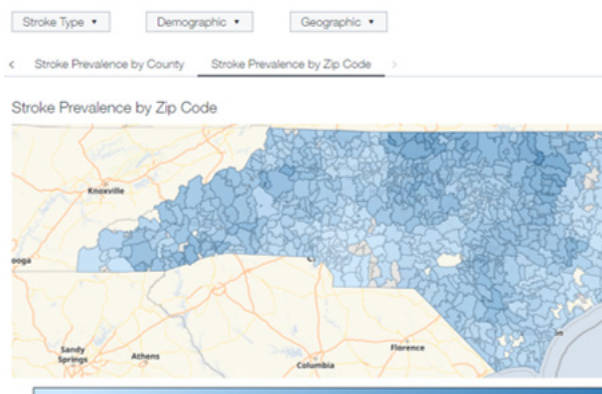 Stroke Type ▾ Demographic ▾ Geographic ▾
< Stroke Prevalence by County Stroke Prevalence by Zip Code >
Stroke Prevalence by Zip Code
Knoxville
ooga
Sandy
Springs
Athens
Columbia
Florence